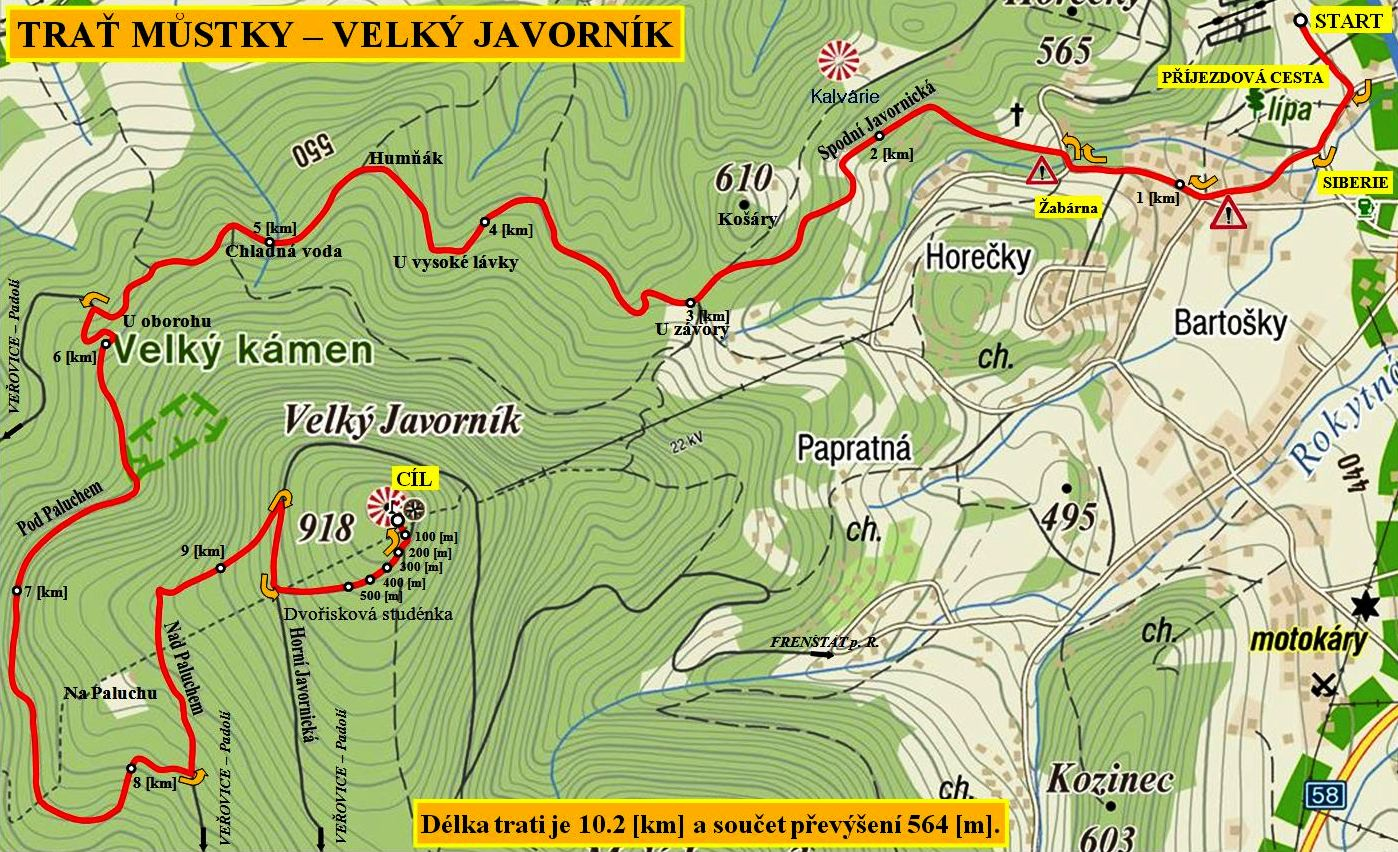 TRAŤ MŮSTKY – VELKÝ JAVORNÍK
START
565
PŘÍJEZDOVÁ CESTA
lípa
Kalvárie
Spodní Javornická
2 [km]
550
Humňák
610
Košáry
Žabárna
1 [km]
SIBERIE
5 [km]
Chladná voda
4 [km]
U vysoké lávky
Horečky
3 [km]
U závory
Bartošky
VEŘOVICE – Padolí
U oborohu
6 [km]
Velký kámen
ch.
Velký Javorník
22 kV
Papratná
Rokytná
440
CÍL
918
495
ch.
Pod Paluchem
9 [km]
100 [m]
200 [m]
300 [m]
400 [m]
500 [m]
7 [km]
Dvořisková studénka
FRENŠTÁT p. R.
ch.
motokáry
Na Paluchu
Nad Paluchem
Horní Javornická
VEŘOVICE – Padolí
VEŘOVICE – Padolí
8 [km]
Kozinec
603
58
ch.
Délka trati je 10.2 [km] a součet převýšení 564 [m].